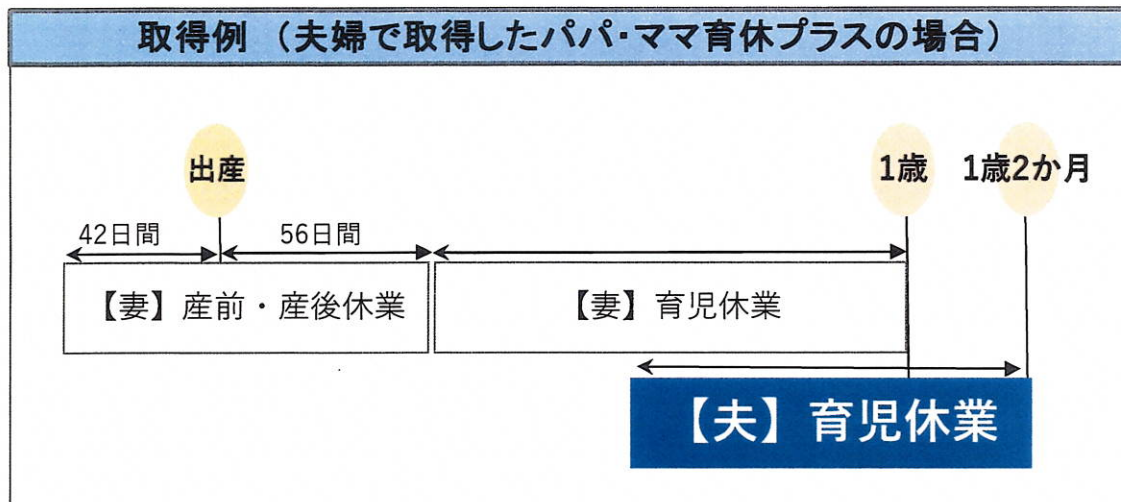 取得例 （夫婦で取得したパパ・ママ育休プラスの場合）
出産
1歳
1歳2か月
42日間
56日間
【妻】産前・産後休業
【妻】育児休業
【夫】育児休業